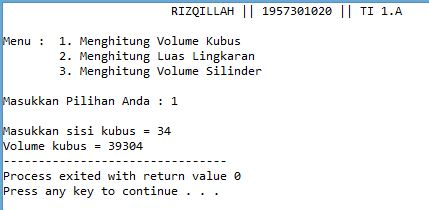 RIZQILLAH || 1957301020 || TI 1.A
Menu :  1. Menghitung Volume Kubus
        2. Menghitung Luas Lingkaran
        3. Menghitung Volume Silinder
Masukkan Pilihan Anda : 1
Masukkan sisi kubus = 34
Volume kubus = 39304
--------------------------------
Process exited with return value 0
Press any key to continue . . .